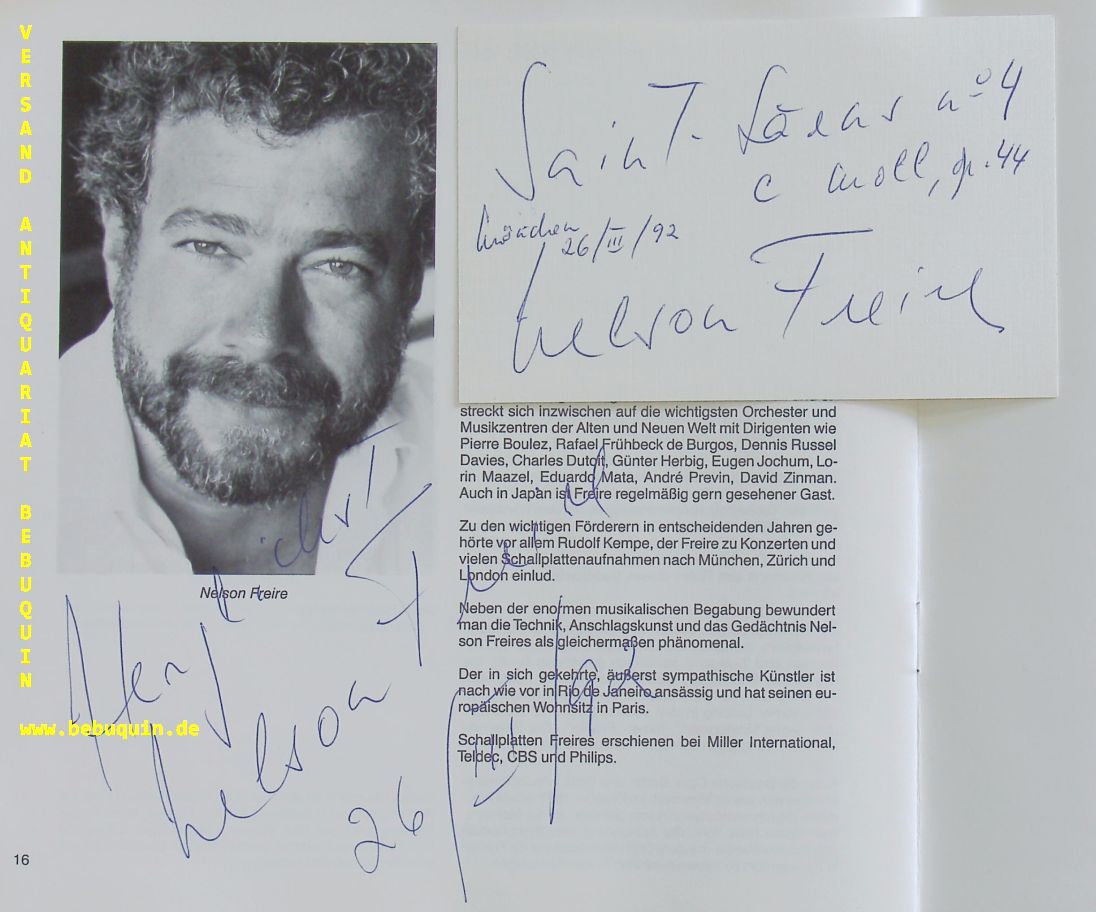 VERSAND ANTIQUARIAT BEBUQUIN
www.bebuquin.de
Saint-Säens nº 4
c moll, op. 44
München
26/III/92
Nelson Freire
Nelson Freire
streckt sich inzwischen auf die wichtigsten Orchester und
Musikzentren der Alten und Neuen Welt mit Dirigenten wie
Pierre Boulez, Rafael Frühbeck de Burgos, Dennis Russel
Davies, Charles Dutoit, Günter Herbig, Eugen Jochum, Lo-
rin Maazel, Eduardo Mata, André Previn, David Zinman.
Auch in Japan ist Freire regelmäßig gern gesehener Gast.
Zu den wichtigen Förderern in entscheidenden Jahren ge-
hörte vor allem Rudolf Kempe, der Freire zu Konzerten und
vielen Schallplattenaufnahmen nach München, Zürich und
London einlud.
Neben der enormen musikalischen Begabung bewundert
man die Technik, Anschlagskunst und das Gedächtnis Nel-
son Freires als gleichermaßen phänomenal.
Der in sich gekehrte, äußerst sympathische Künstler ist
nach wie vor in Rio de Janeiro ansässig und hat seinen eu-
ropäischen Wohnsitz in Paris.
Schallplatten Freires erschienen bei Miller International,
Teldec, CBS und Philips.
Herzlichst
Nelson Freire
26/III/92
16